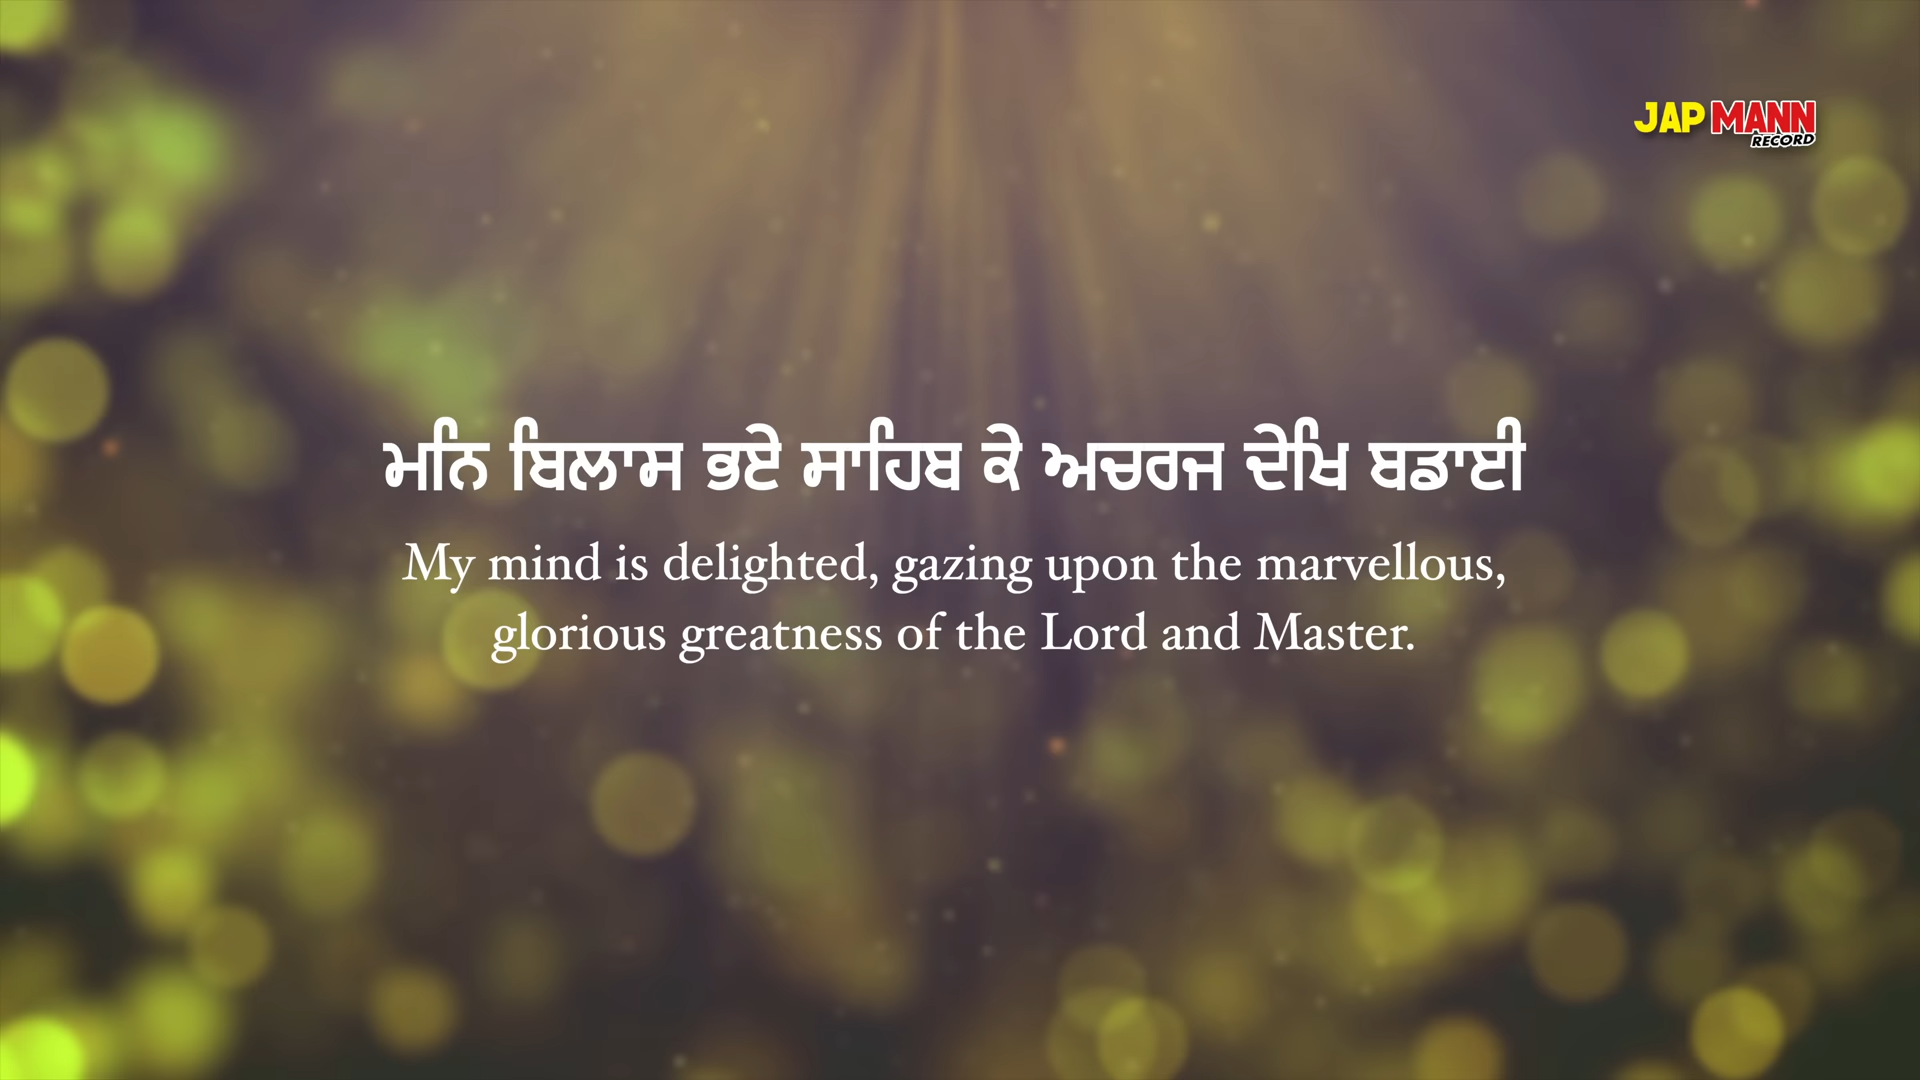 JAP MANN
RECORD
ਮਨਿ ਬਿਲਾਸ ਭਏ ਸਾਹਿਬ ਕੇ ਅਚਰਜ ਦੇਖਿ ਬਡਾਈ
My mind is delighted, gazing upon the marvellous,
glorious greatness of the Lord and Master.